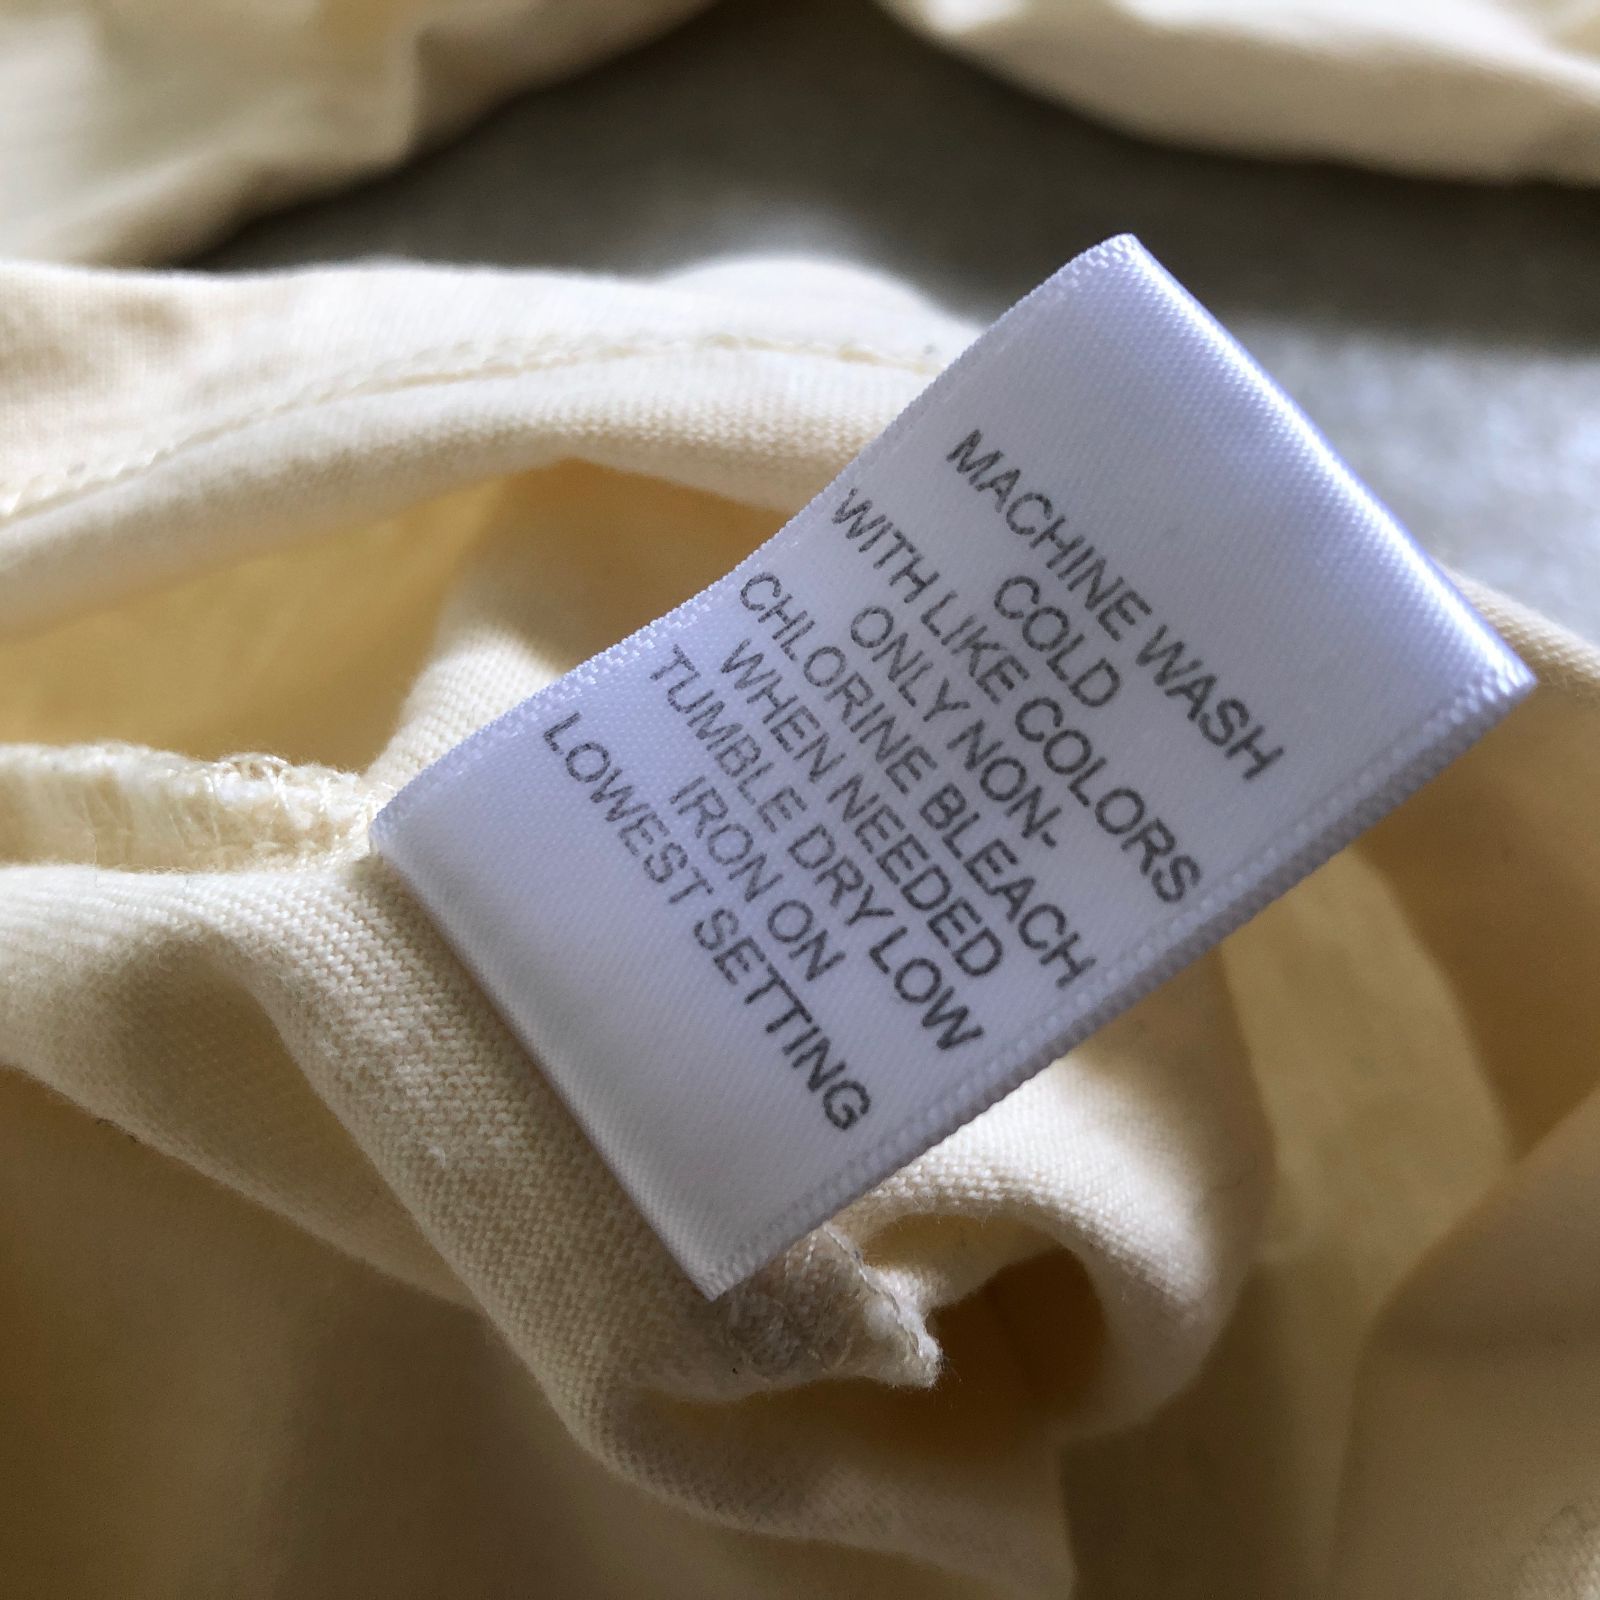 MACHINE WASH
COLD
WITH LIKE COLORS
ONLY NON-
CHLORINE BLEACH
WHEN NEEDED
TUMBLE DRY LOW
IRON ON
LOWEST SETTING